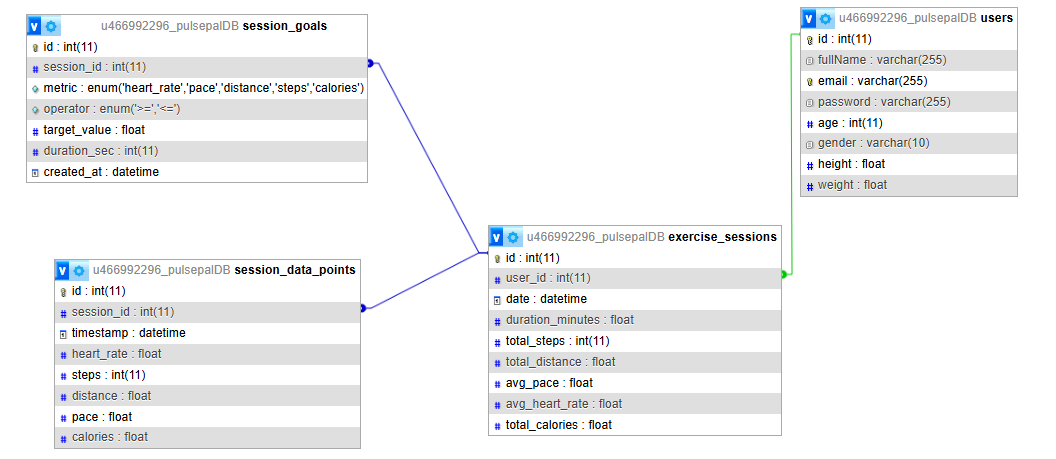 u466992296_pulsepalDB session_goals
id : int(11)
session_id : int(11)
metric : enum('heart_rate','pace','distance','steps','calories')
operator : enum('>=','<=')
target_value : float
duration_sec : int(11)
created_at : datetime
u466992296_pulsepalDB users
id : int(11)
fullName : varchar(255)
email : varchar(255)
password : varchar(255)
age : int(11)
gender : varchar(10)
height : float
weight : float
u466992296_pulsepalDB session_data_points
id : int(11)
session_id : int(11)
timestamp : datetime
heart_rate : float
steps : int(11)
distance : float
pace : float
calories : float
u466992296_pulsepalDB exercise_sessions
id : int(11)
user_id : int(11)
date : datetime
duration_minutes : float
total_steps : int(11)
total_distance : float
avg_pace : float
avg_heart_rate : float
total_calories : float